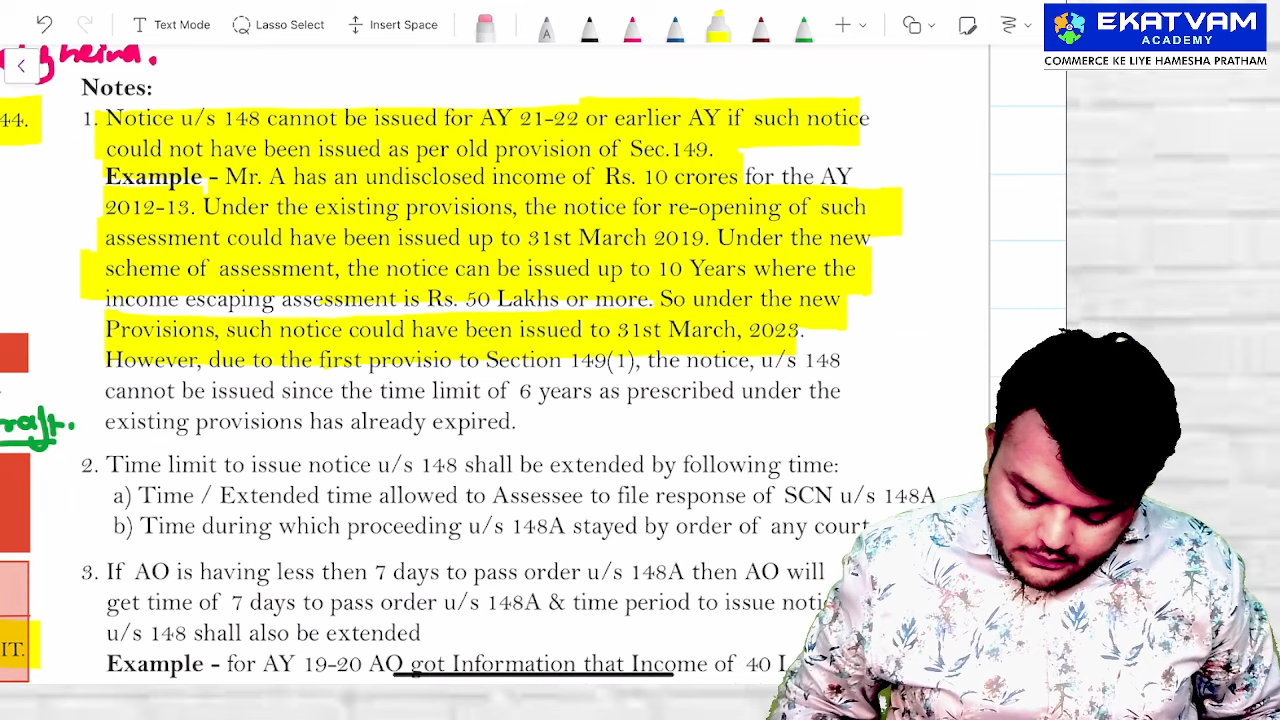 Text Mode
Lasso Select
Insert Space
EKATVAM
ACADEMY
COMMERCE KE LIYE HAMESHA PRATHAM
Notes:
44.
1. Notice u/s 148 cannot be issued for AY 21-22 or earlier AY if such notice
could not have been issued as per old provision of Sec.149.
Example - Mr. A has an undisclosed income of Rs. 10 crores for the AY
2012-13. Under the existing provisions, the notice for re-opening of such
assessment could have been issued up to 31st March 2019. Under the new
scheme of assessment, the notice can be issued up to 10 Years where the
income escaping assessment is Rs. 50 Lakhs or more. So under the new
Provisions, such notice could have been issued to 31st March, 2023.
However, due to the first provisio to Section 149(1), the notice, u/s 148
cannot be issued since the time limit of 6 years as prescribed under the
existing provisions has already expired.
2. Time limit to issue notice u/s 148 shall be extended by following time:
a) Time / Extended time allowed to Assessee to file response of SCN u/s 148A
b) Time during which proceeding u/s 148A stayed by order of any court
3. If AO is having less then 7 days to pass order u/s 148A then AO will
get time of 7 days to pass order u/s 148A & time period to issue
u/s 148 shall also be extended
IT.
Example - for AY 19-20 AO got Information that Income of 40